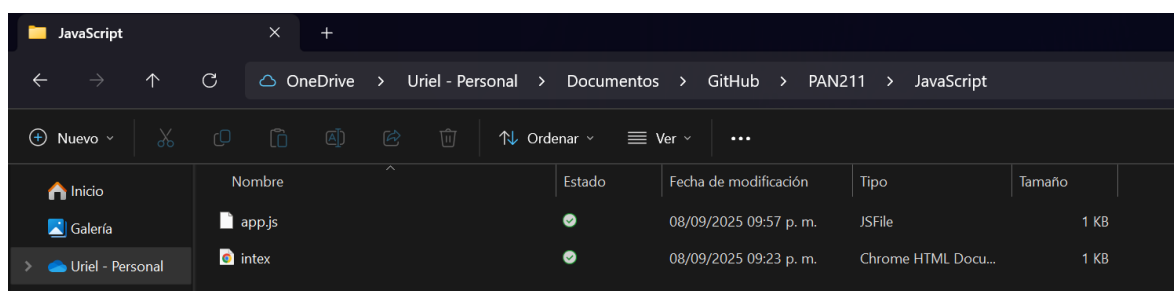 JavaScript
OneDrive > Uriel - Personal > Documentos > GitHub > PAN211 > JavaScript
Nuevo Ordenar Ver
Nombre Estado Fecha de modificación Tipo Tamaño
Inicio
app.js 08/09/2025 09:57 p. m. JSFile 1 KB
Galería
intex 08/09/2025 09:23 p. m. Chrome HTML Docu... 1 KB
Uriel - Personal